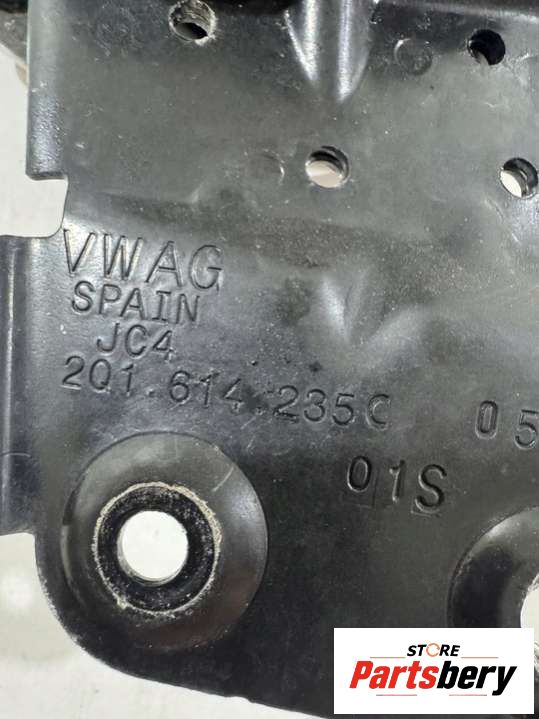 VWAG
SPAIN
JC4
2Q1.614.235C 05
01S
STORE
Partsbery